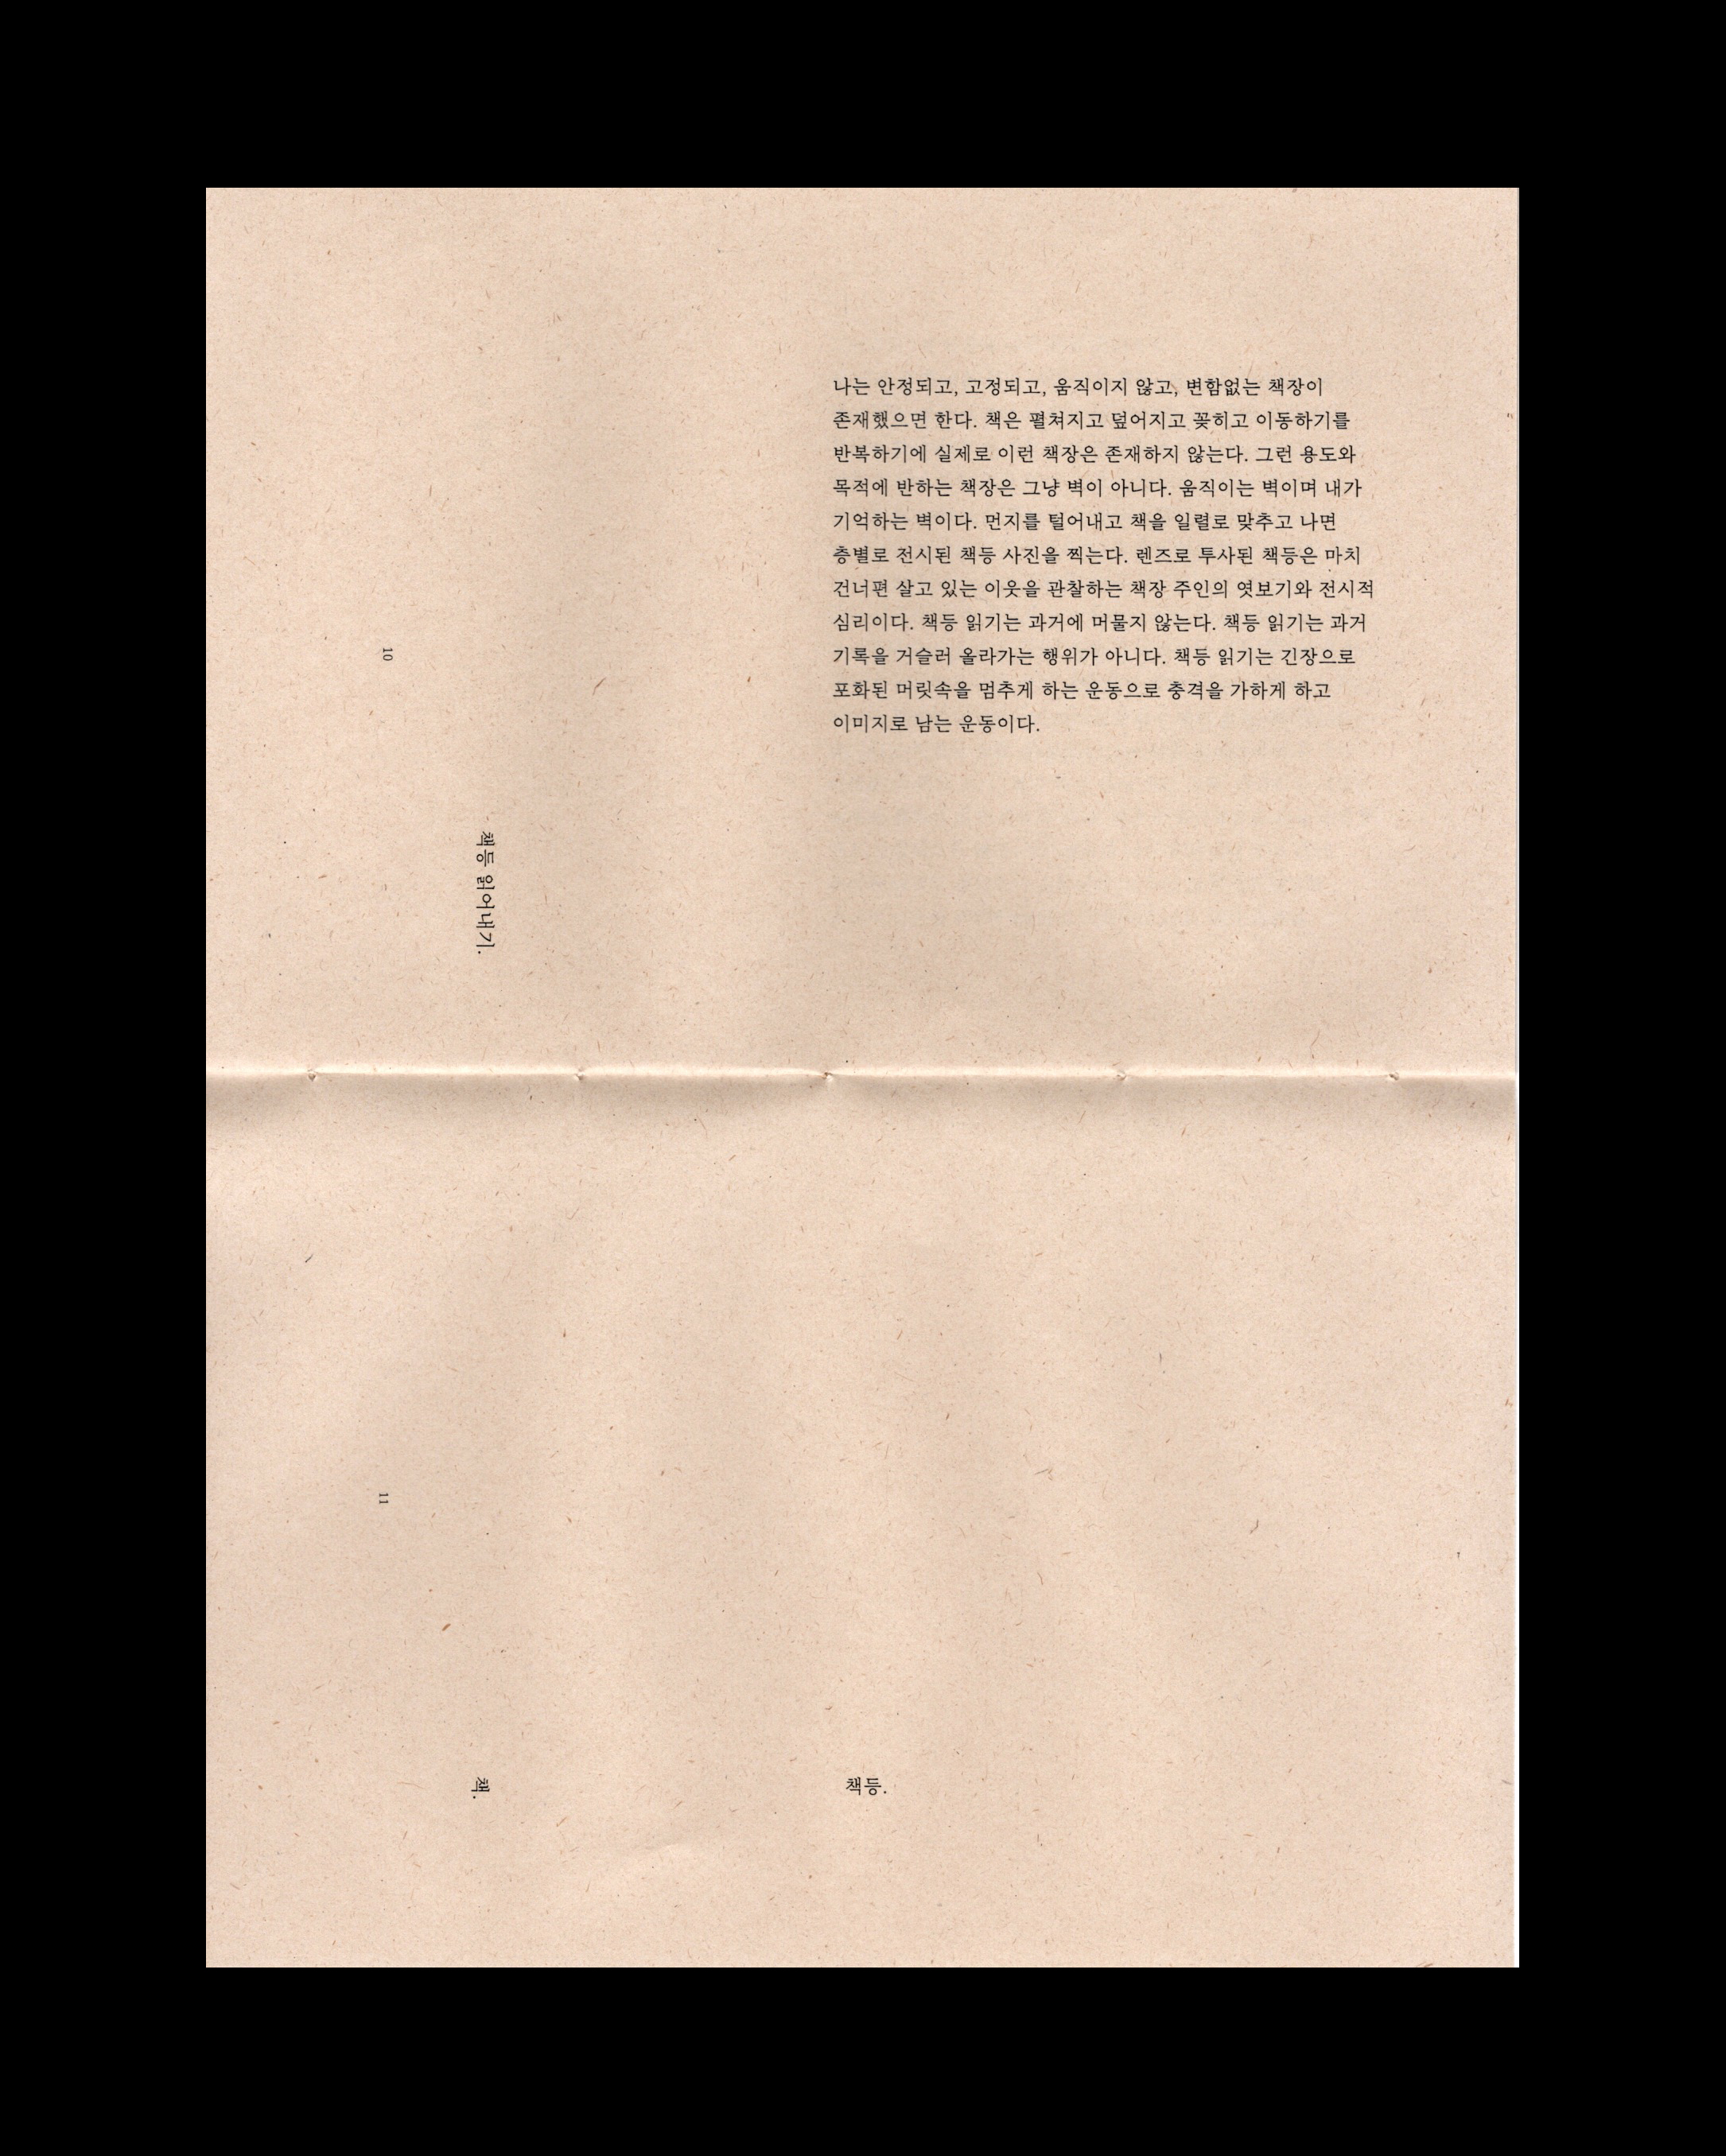 나는 안정되고, 고정되고, 움직이지 않고, 변함없는 책장이
존재했으면 한다. 책은 펼쳐지고 덮어지고 꽂히고 이동하기를
반복하기에 실제로 이런 책장은 존재하지 않는다. 그런 용도와
목적에 반하는 책장은 그냥 벽이 아니다. 움직이는 벽이며 내가
기억하는 벽이다. 먼지를 털어내고 책을 일렬로 맞추고 나면
층별로 전시된 책등 사진을 찍는다. 렌즈로 투사된 책등은 마치
건너편 살고 있는 이웃을 관찰하는 책장 주인의 엿보기와 전시적
심리이다. 책등 읽기는 과거에 머물지 않는다. 책등 읽기는 과거
기록을 거슬러 올라가는 행위가 아니다. 책등 읽기는 긴장으로
포화된 머릿속을 멈추게 하는 운동으로 충격을 가하게 하고
이미지로 남는 운동이다.
10
책등 읽어내기.
11
책.
책등.